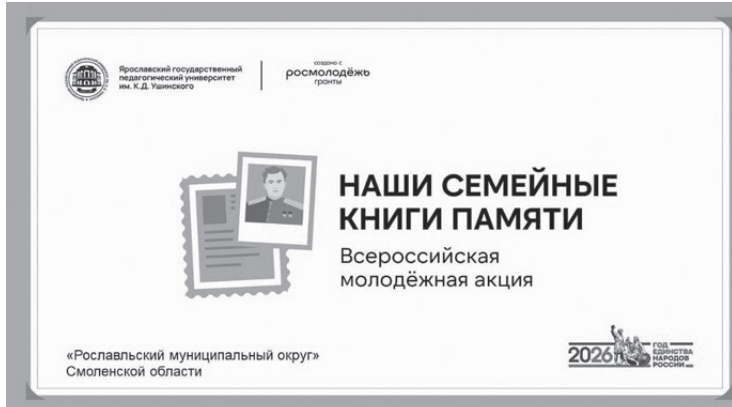 Ярославский государственный
педагогический университет
им. К.Д. Ушинского
создано с
росмолодёжь
гранты
НАШИ СЕМЕЙНЫЕ
КНИГИ ПАМЯТИ
Всероссийская
молодёжная акция
«Рославльский муниципальный округ»
Смоленской области
2026
ГОД
ЕДИНСТВА
НАРОДОВ
РОССИИ